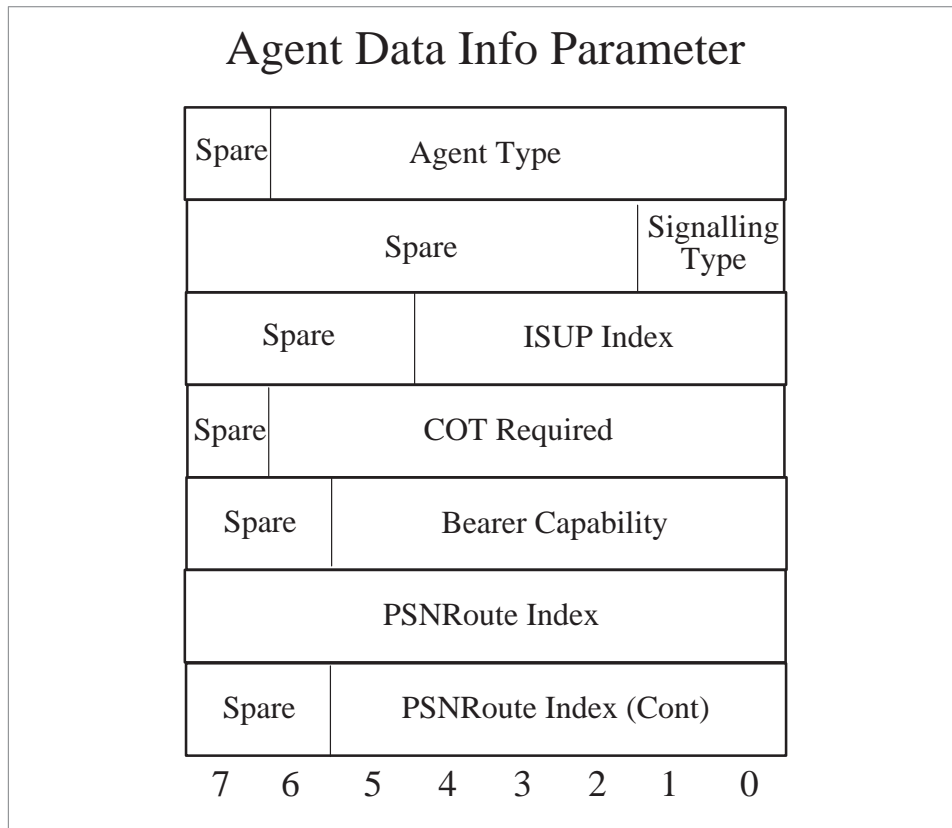 Agent Data Info Parameter
Spare Agent Type
Spare Signalling
Type
Spare ISUP Index
Spare COT Required
Spare Bearer Capability
PSNRoute Index
Spare PSNRoute Index (Cont)
7 6 5 4 3 2 1 0